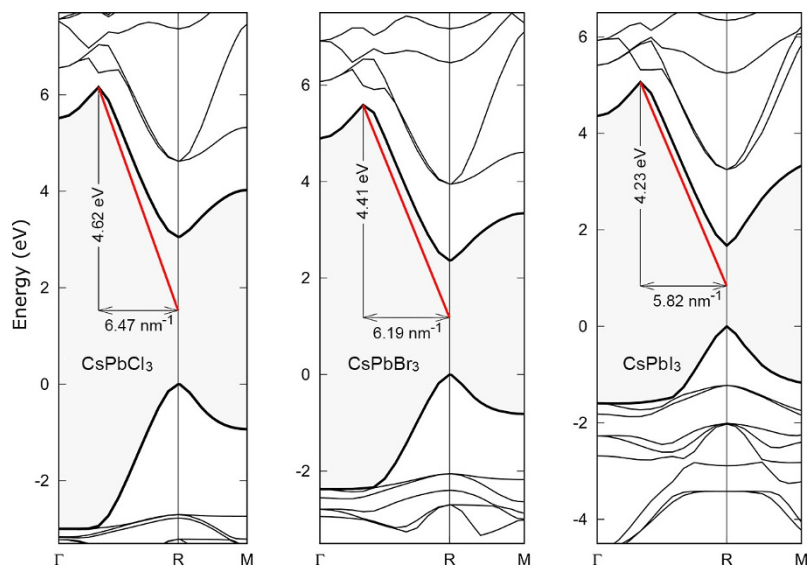 Energy (eV)
6
4
2
0
-2
4.62 eV
6.47 nm⁻¹
CsPbCl₃
Γ
R
M
6
4
2
0
-2
4.41 eV
6.19 nm⁻¹
CsPbBr₃
Γ
R
M
6
4
2
0
-2
-4
4.23 eV
5.82 nm⁻¹
CsPbI₃
Γ
R
M